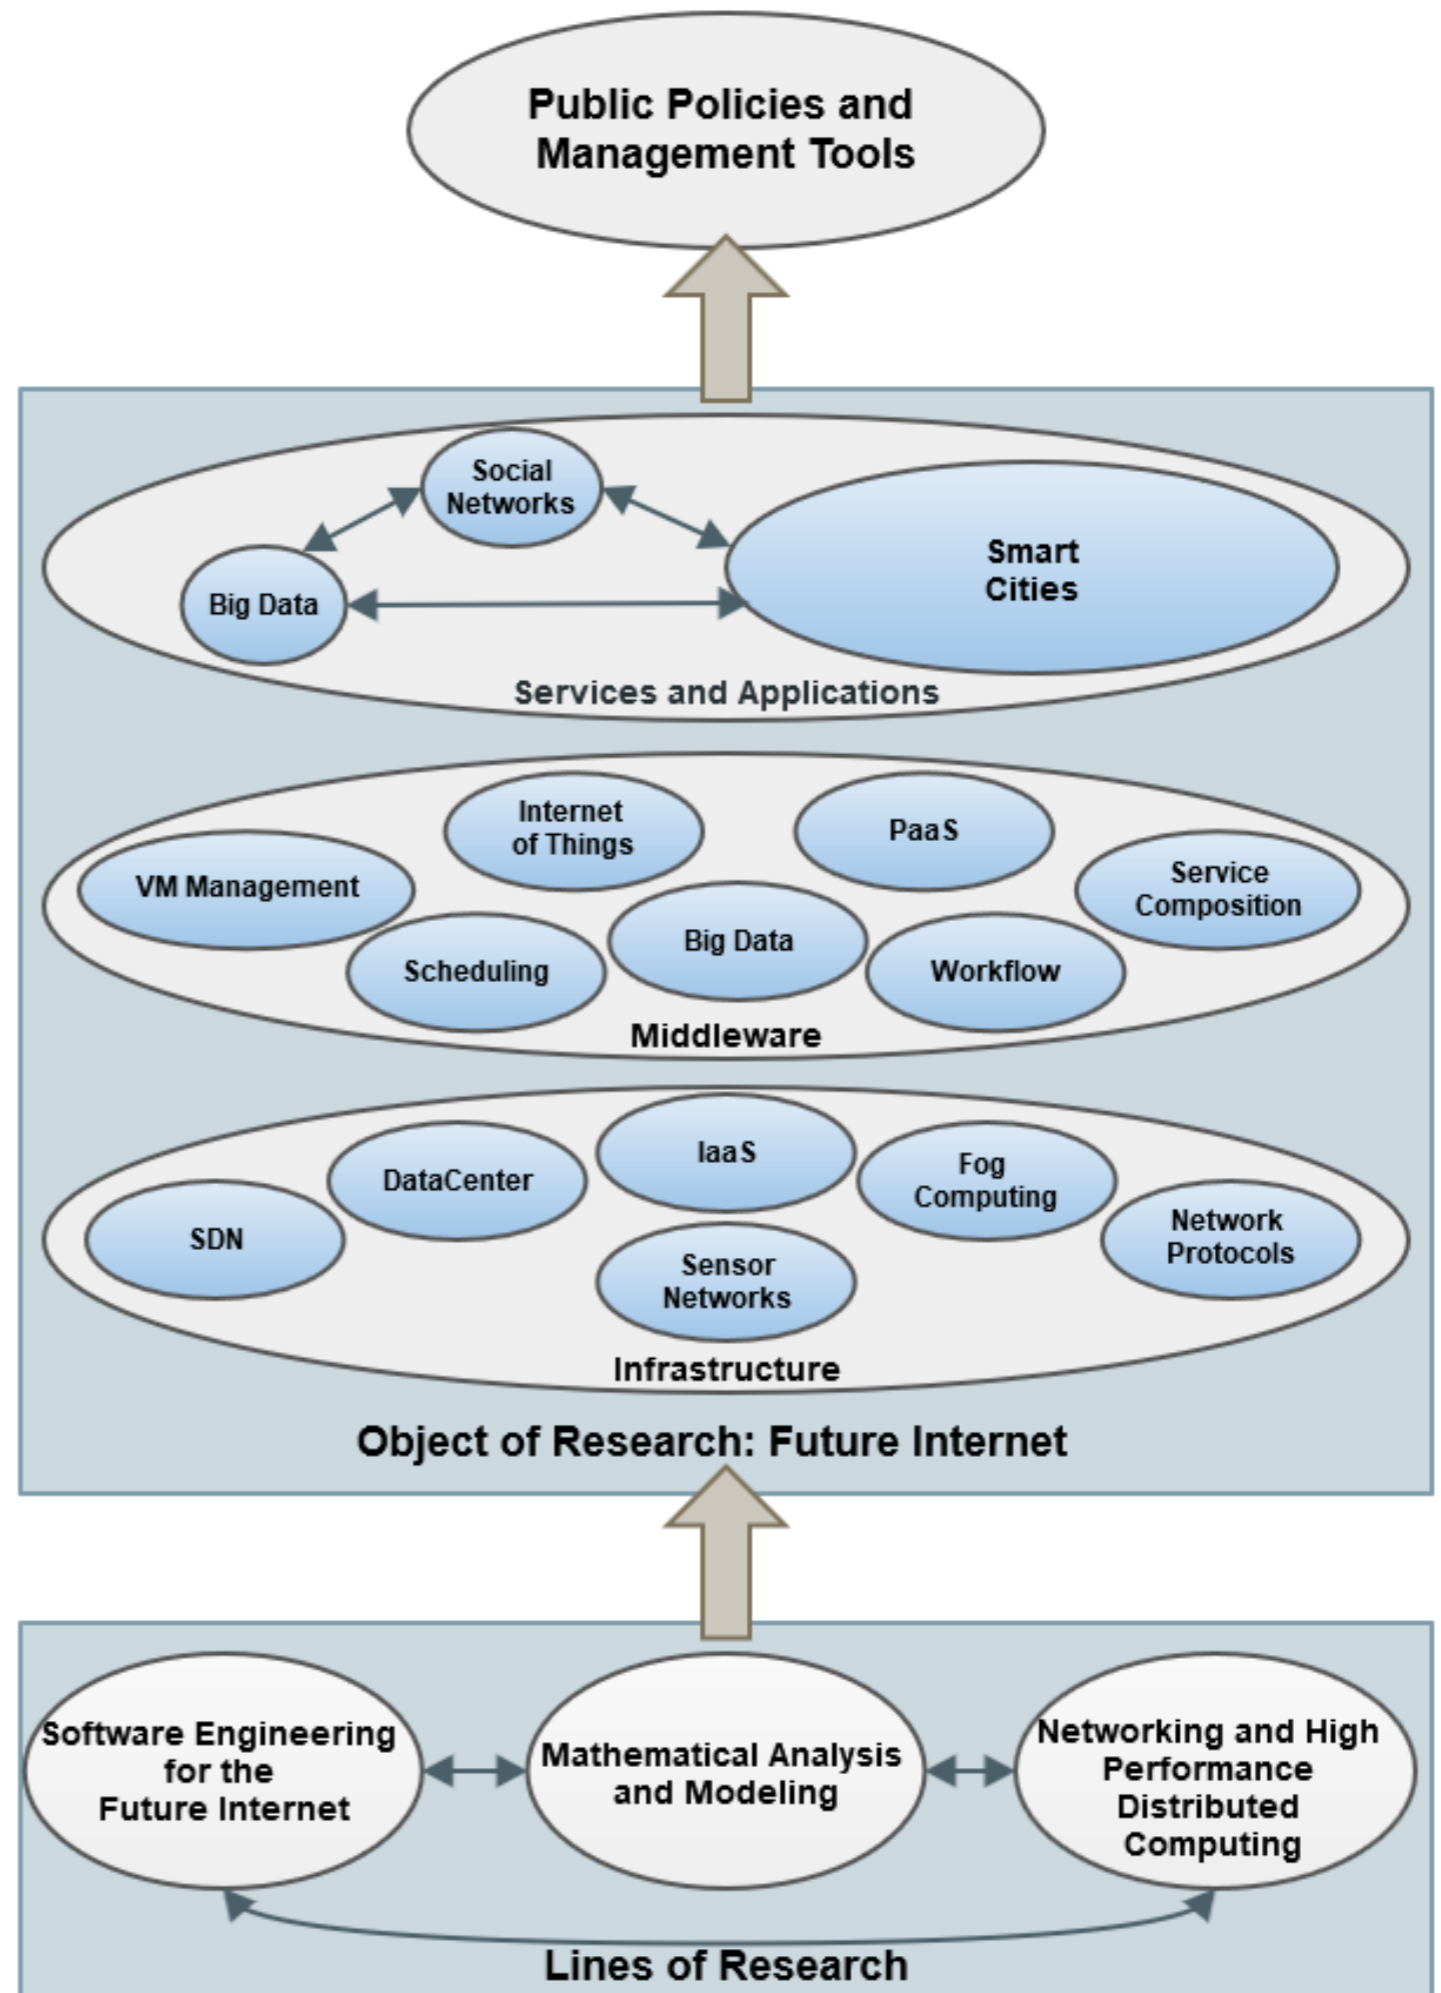 Public Policies and
Management Tools
Social
Networks
Big Data
Smart
Cities
Services and Applications
Internet
of Things
PaaS
VM Management
Service
Composition
Scheduling
Big Data
Workflow
Middleware
IaaS
DataCenter
Fog
Computing
SDN
Network
Protocols
Sensor
Networks
Infrastructure
Object of Research: Future Internet
Software Engineering
for the
Future Internet
Mathematical Analysis
and Modeling
Networking and High
Performance
Distributed
Computing
Lines of Research